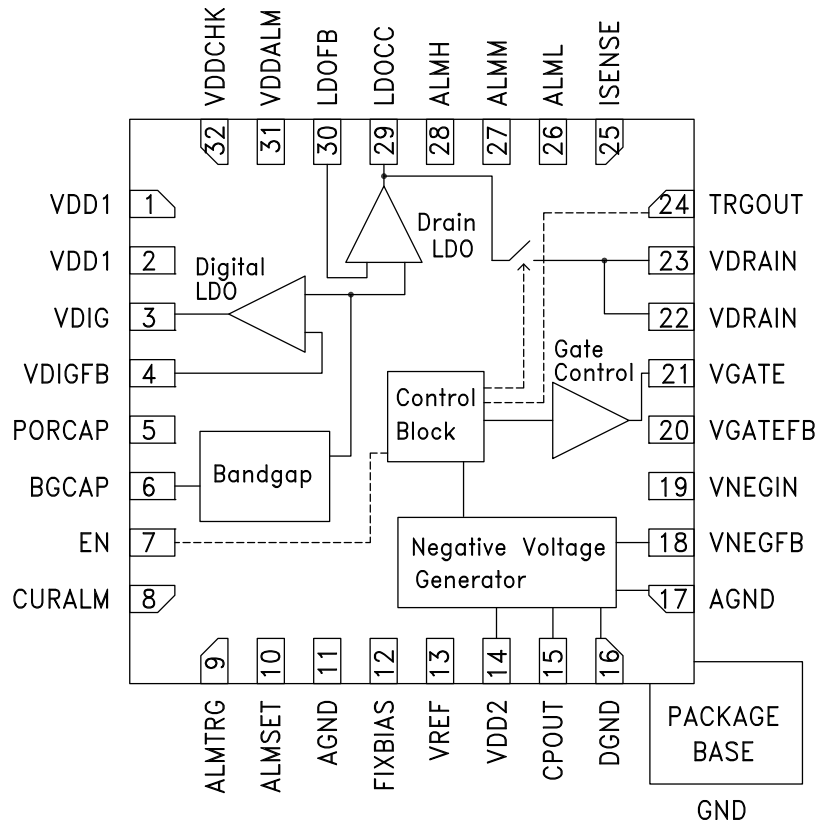 VDDCHK
VDDALM
LDOFB
LDOCC
ALMH
ALMM
ALML
ISENSE
32
31
30
29
28
27
26
25
VDD1 1
VDD1 2
VDIG 3
VDIGFB 4
PORCAP 5
BGCAP 6
EN 7
CURALM 8
Drain
LDO
Digital
LDO
Gate
Control
Control
Block
Bandgap
Negative Voltage
Generator
24 TRGOUT
23 VDRAIN
22 VDRAIN
21 VGATE
20 VGATEFB
19 VNEGIN
18 VNEGFB
17 AGND
9
10
11
12
13
14
15
16
ALMTRG
ALMSET
AGND
FIXBIAS
VREF
VDD2
CPOUT
DGND
PACKAGE
BASE
GND